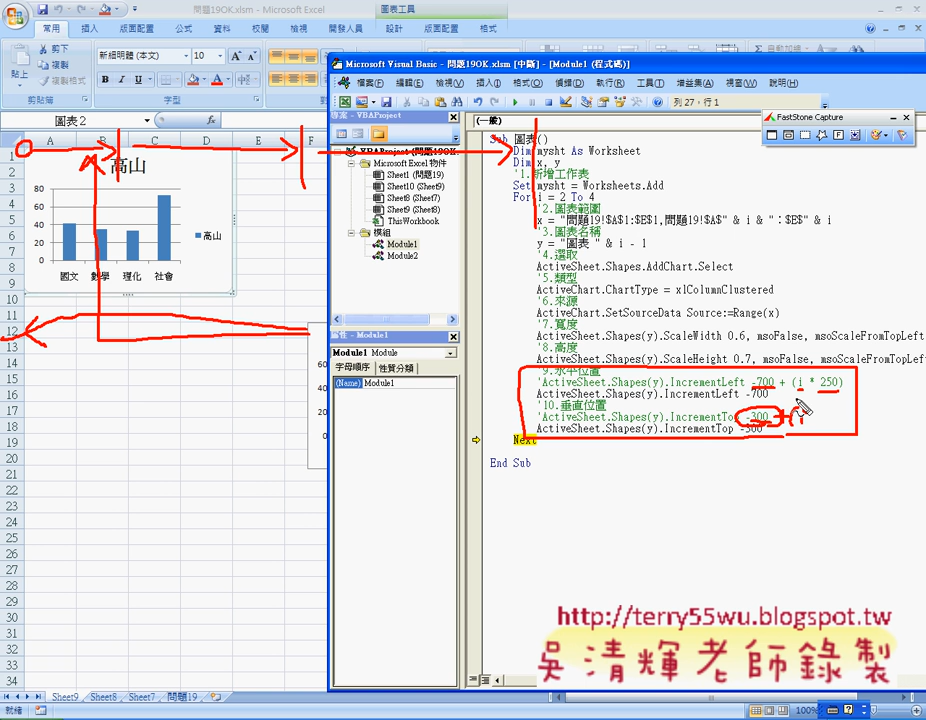 問題19OK.xlsm - Microsoft Excel
圖表工具
常用 插入 版面配置 公式 資料 校閱 檢視 開發人員 設計 版面配置 格式
剪下
複製
複製格式
貼上
新細明體 (本文) 10
剪貼簿 字型
圖表2 fx
A B C D E F
高山
80
60
40
20
0
國文 數學 理化 社會
高山
Microsoft Visual Basic - 問題19OK.xlsm [中斷] - [Module1 (程式碼)]
檔案(F) 編輯(E) 檢視(V) 插入(I) 格式(O) 偵錯(D) 執行(R) 工具(T) 增益集(A) 視窗(W) 說明(H)
列 27，行 1
FastStone Capture
專案 - VBAProject
VBAProject (問題19OK.
Microsoft Excel 物件
Sheet1 (問題19)
Sheet10 (Sheet9)
Sheet8 (Sheet7)
Sheet9 (Sheet8)
ThisWorkbook
模組
Module1
Module2
屬性 - Module1
Module1 Module
字母順序 性質分類
(Name) Module1
(一般)
Sub 圖表()
Dim mysht As Worksheet
Dim x, y
'1.新增工作表
Set mysht = Worksheets.Add
For i = 2 To 4
'2.圖表範圍
x = "問題19!$A$1:$E$1,問題19!$A$" & i & ":$E$" & i
'3.圖表名稱
y = "圖表 " & i - 1
'4.選取
ActiveSheet.Shapes.AddChart.Select
'5.類型
ActiveChart.ChartType = xlColumnClustered
'6.來源
ActiveChart.SetSourceData Source:=Range(x)
'7.寬度
ActiveSheet.Shapes(y).ScaleWidth 0.6, msoFalse, msoScaleFromTopLeft
'8.高度
ActiveSheet.Shapes(y).ScaleHeight 0.7, msoFalse, msoScaleFromTopLeft
'9.水平位置
'ActiveSheet.Shapes(y).IncrementLeft -700 + (i * 250)
ActiveSheet.Shapes(y).IncrementLeft -700
'10.垂直位置
'ActiveSheet.Shapes(y).IncrementTop -300 + (i
ActiveSheet.Shapes(y).IncrementTop -300
Next
End Sub
http://terry55wu.blogspot.tw
吳清輝老師錄製
Sheet9 Sheet8 Sheet7 問題19
就緒 100%